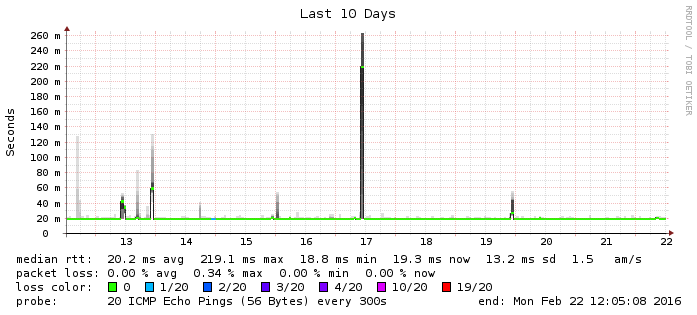 Last 10 Days
RRDTOOL / TOBI OETIKER
Seconds
260 m
240 m
220 m
200 m
180 m
160 m
140 m
120 m
100 m
80 m
60 m
40 m
20 m
0
13 14 15 16 17 18 19 20 21 22
median rtt: 20.2 ms avg 219.1 ms max 18.8 ms min 19.3 ms now 13.2 ms sd 1.5 am/s
packet loss: 0.00 % avg 0.34 % max 0.00 % min 0.00 % now
loss color: 0 1/20 2/20 3/20 4/20 10/20 19/20
probe: 20 ICMP Echo Pings (56 Bytes) every 300s end: Mon Feb 22 12:05:08 2016